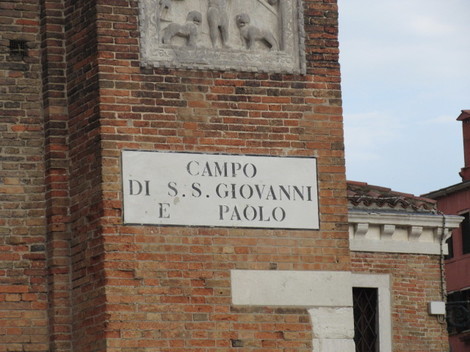 CAMPO
DI S.S. GIOVANNI
E PAOLO